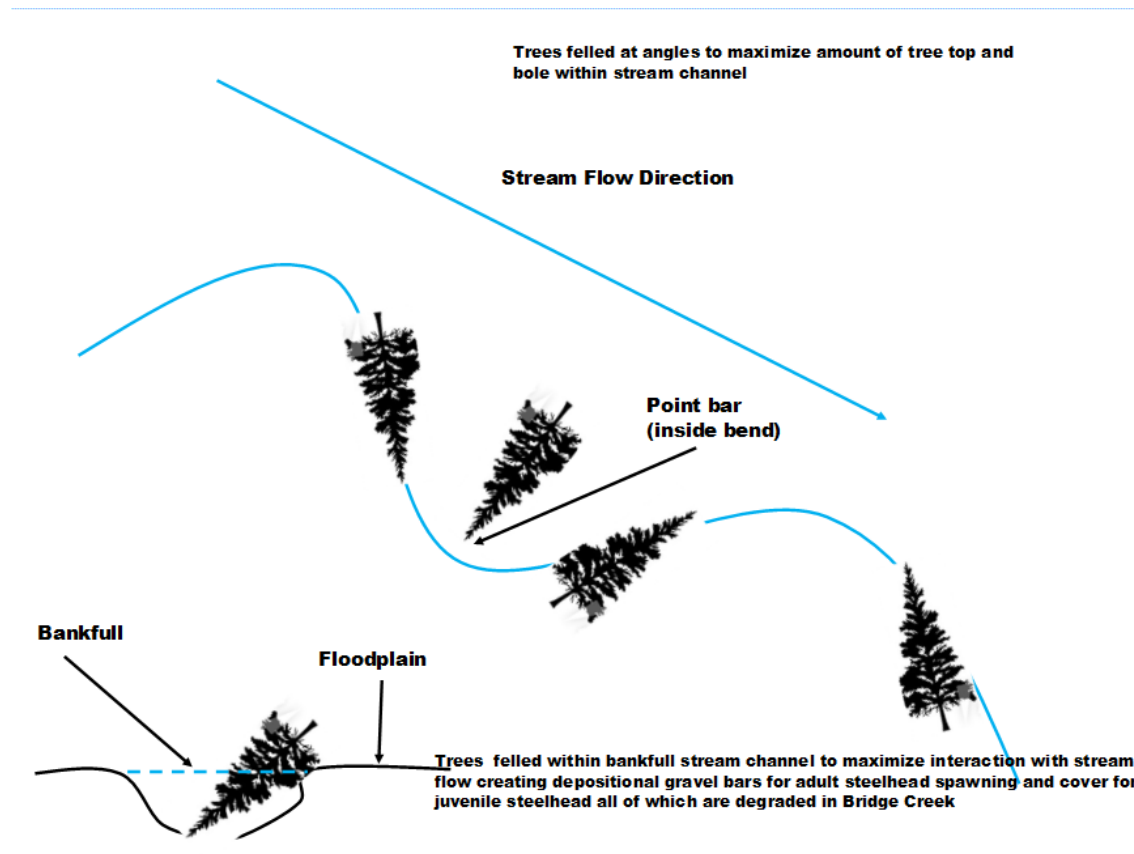 Trees felled at angles to maximize amount of tree top and
bole within stream channel
Stream Flow Direction
Point bar
(inside bend)
Bankfull
Floodplain
Trees felled within bankfull stream channel to maximize interaction with stream
flow creating depositional gravel bars for adult steelhead spawning and cover for
juvenile steelhead all of which are degraded in Bridge Creek